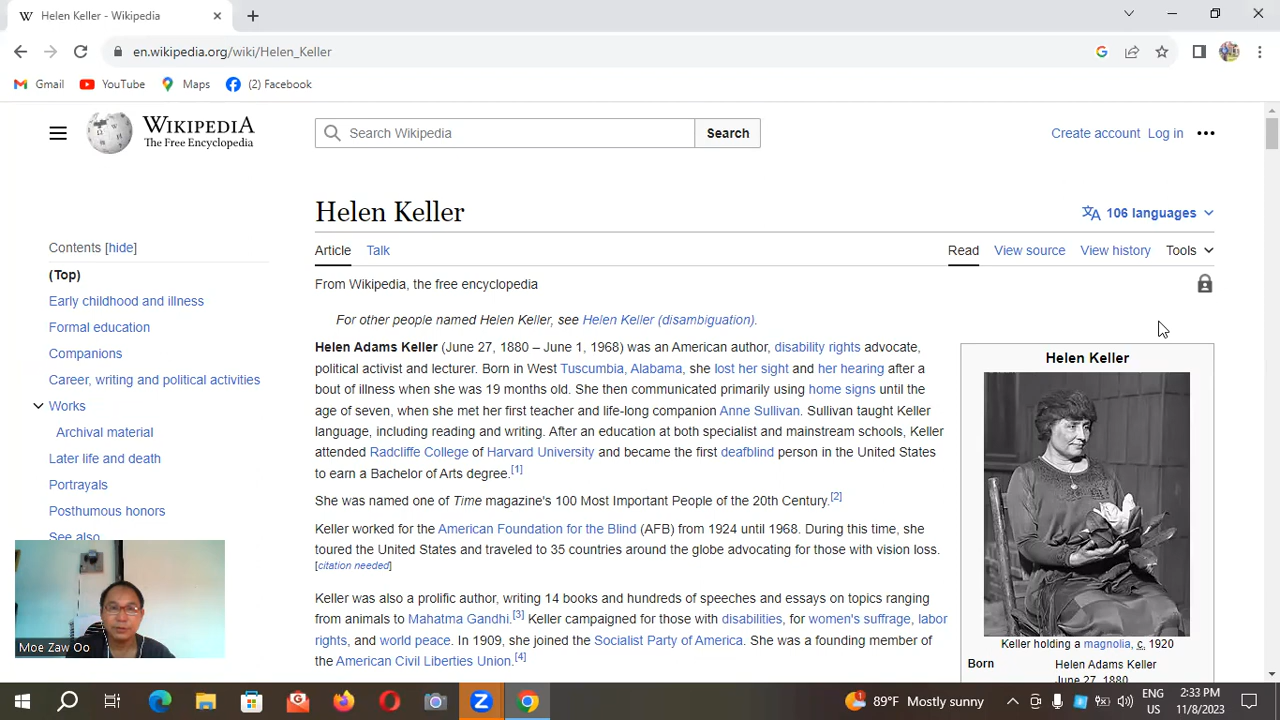 Helen Keller - Wikipedia
en.wikipedia.org/wiki/Helen_Keller
Gmail YouTube Maps (2) Facebook
WIKIPEDIA
The Free Encyclopedia
Search Wikipedia Search
Create account Log in
Helen Keller
106 languages
Article Talk Read View source View history Tools
From Wikipedia, the free encyclopedia
For other people named Helen Keller, see Helen Keller (disambiguation).
Helen Adams Keller (June 27, 1880 – June 1, 1968) was an American author, disability rights advocate,
political activist and lecturer. Born in West Tuscumbia, Alabama, she lost her sight and her hearing after a
bout of illness when she was 19 months old. She then communicated primarily using home signs until the
age of seven, when she met her first teacher and life-long companion Anne Sullivan. Sullivan taught Keller
language, including reading and writing. After an education at both specialist and mainstream schools, Keller
attended Radcliffe College of Harvard University and became the first deafblind person in the United States
to earn a Bachelor of Arts degree.[1]
She was named one of Time magazine's 100 Most Important People of the 20th Century.[2]
Keller worked for the American Foundation for the Blind (AFB) from 1924 until 1968. During this time, she
toured the United States and traveled to 35 countries around the globe advocating for those with vision loss.
[citation needed]
Keller was also a prolific author, writing 14 books and hundreds of speeches and essays on topics ranging
from animals to Mahatma Gandhi.[3] Keller campaigned for those with disabilities, for women's suffrage, labor
rights, and world peace. In 1909, she joined the Socialist Party of America. She was a founding member of
the American Civil Liberties Union.[4]
Contents [hide]
(Top)
Early childhood and illness
Formal education
Companions
Career, writing and political activities
Works
Archival material
Later life and death
Portrayals
Posthumous honors
See also
Helen Keller
Keller holding a magnolia, c. 1920
Born Helen Adams Keller
June 27, 1880
Moe Zaw Oo
89°F Mostly sunny
ENG
US
2:33 PM
11/8/2023